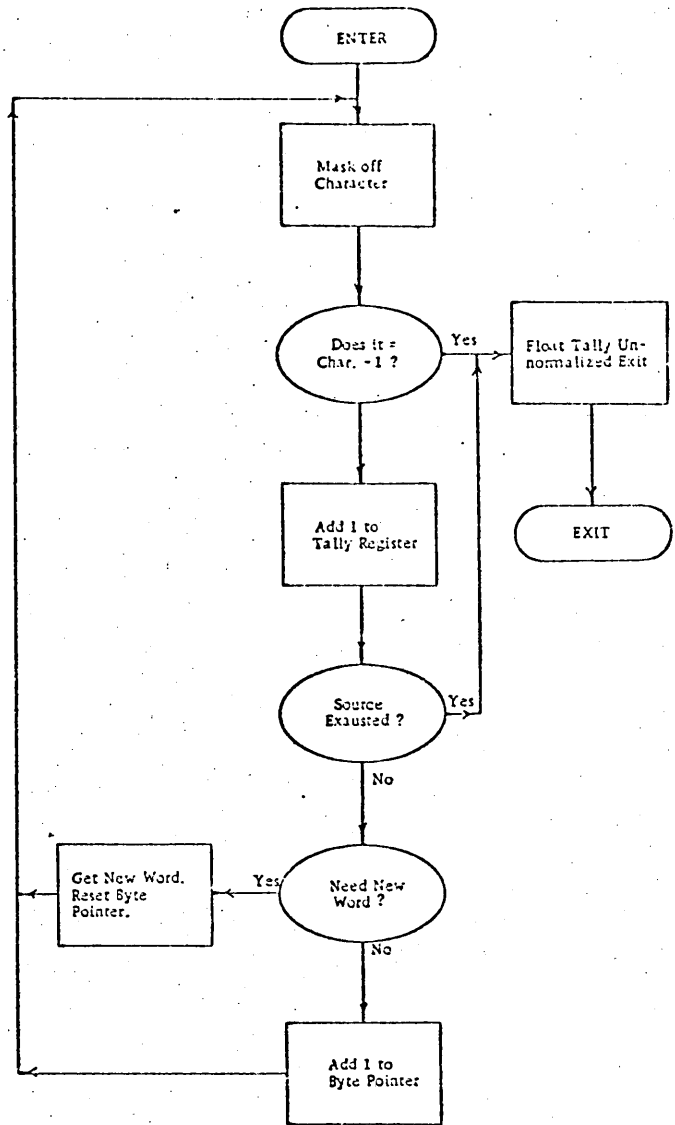 ENTER
Mask off
Character
Does it =
Char. -1 ?
Yes
Float Tally Un-
normalized Exit
Add 1 to
Tally Register
EXIT
Source
Exausted ?
Yes
No
Get New Word.
Reset Byte
Pointer.
Yes
Need New
Word ?
No
Add 1 to
Byte Pointer